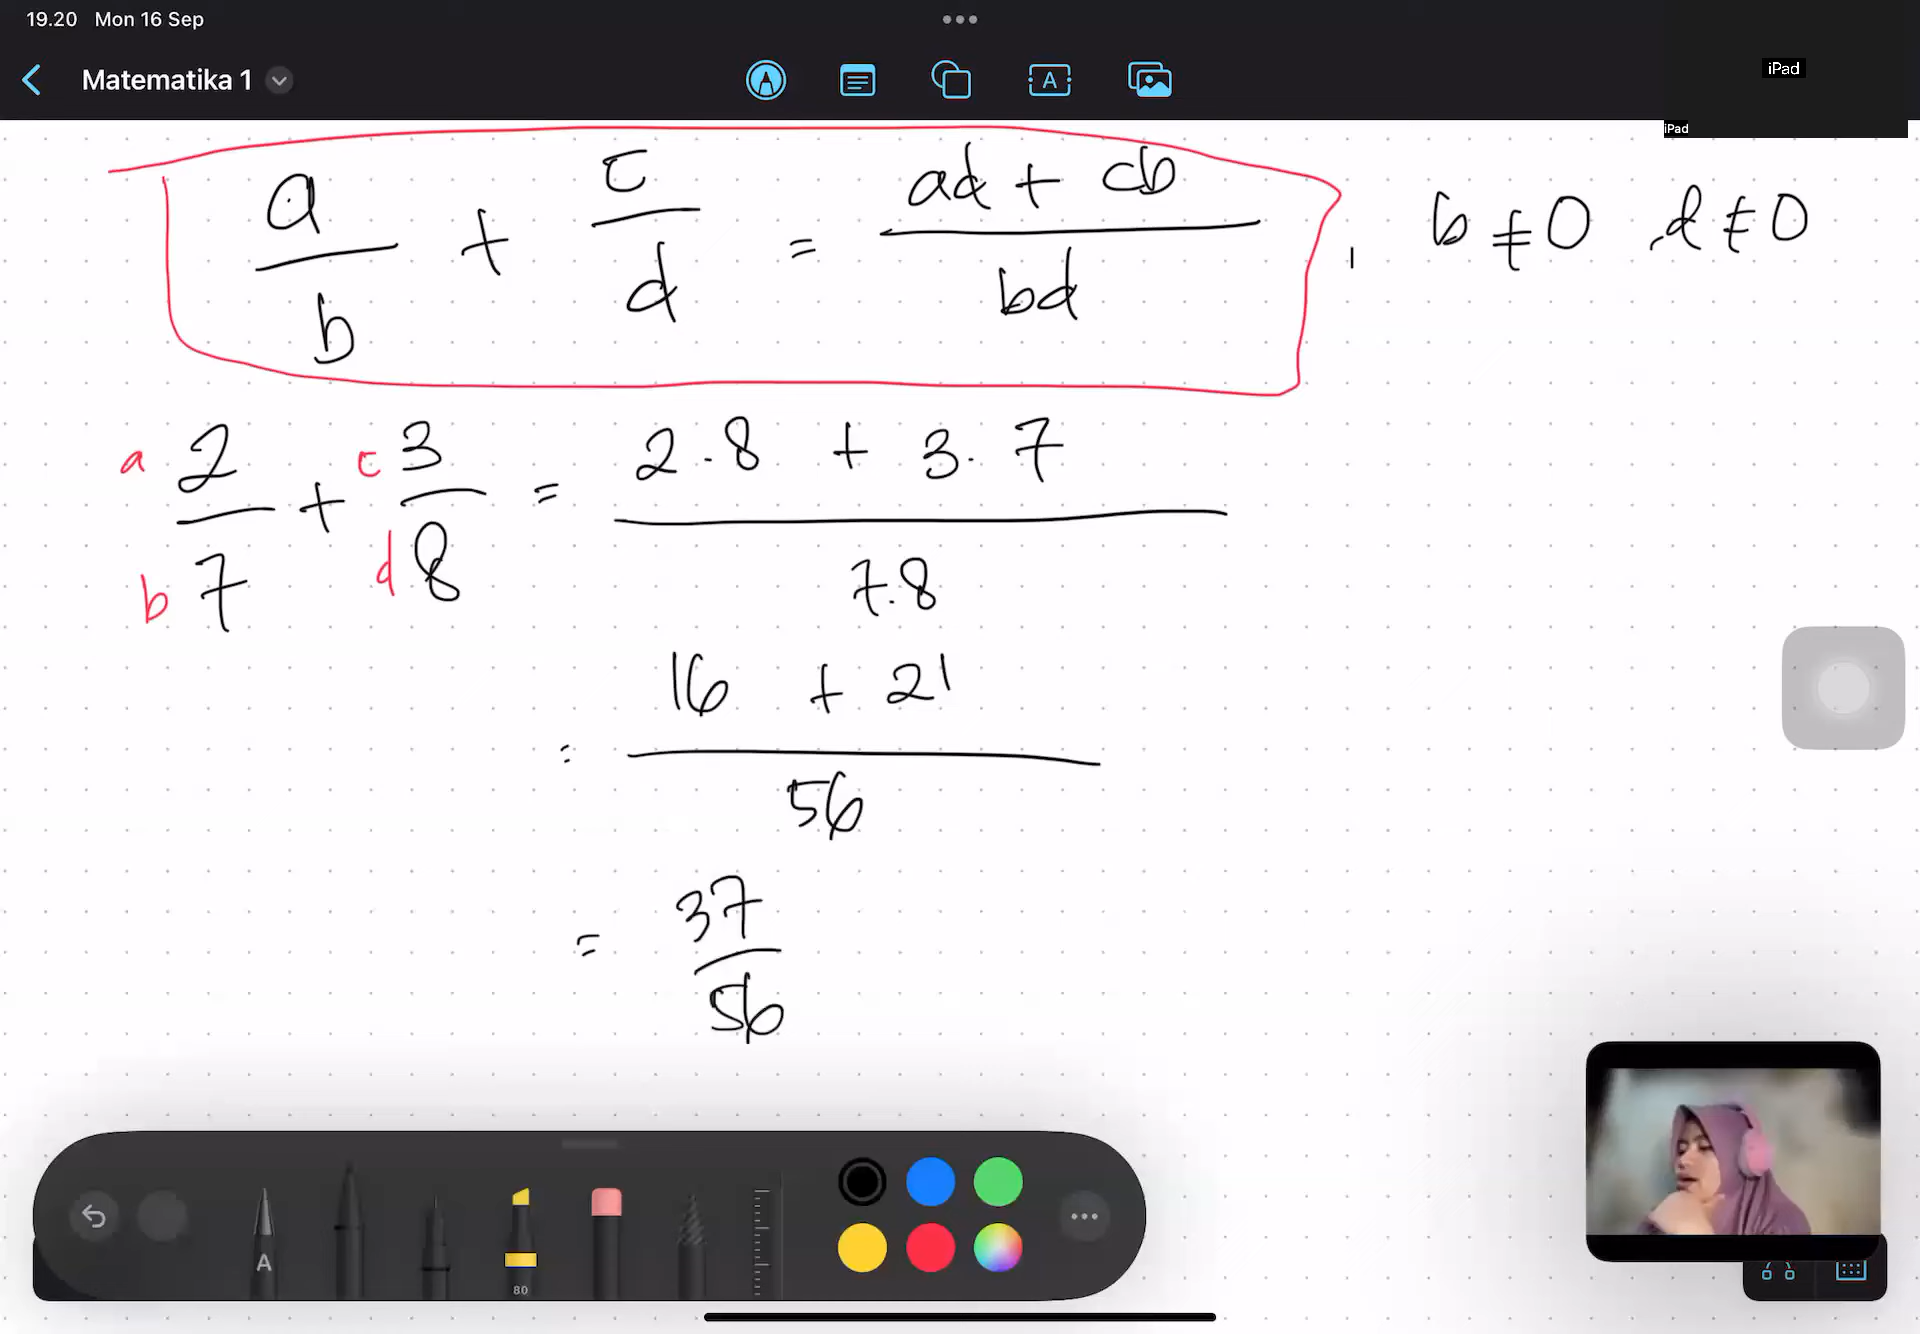 19.20 Mon 16 Sep
Matematika 1
A
iPad
iPad
a/b + c/d = ad + cb/bd , b ≠ 0 , d ≠ 0
a 2/b 7 + c 3/d 8 = 2.8 + 3.7/7.8
= 16 + 21/56
= 37/56
A
80